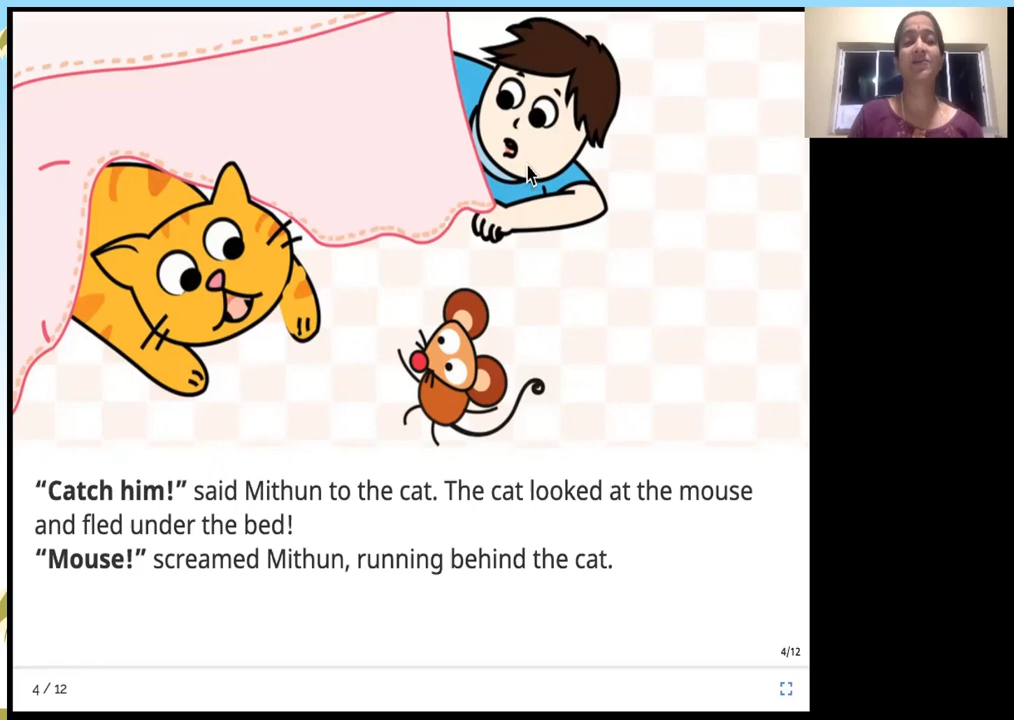 “Catch him!” said Mithun to the cat. The cat looked at the mouse
and fled under the bed!
“Mouse!” screamed Mithun, running behind the cat.
4/12
4 / 12